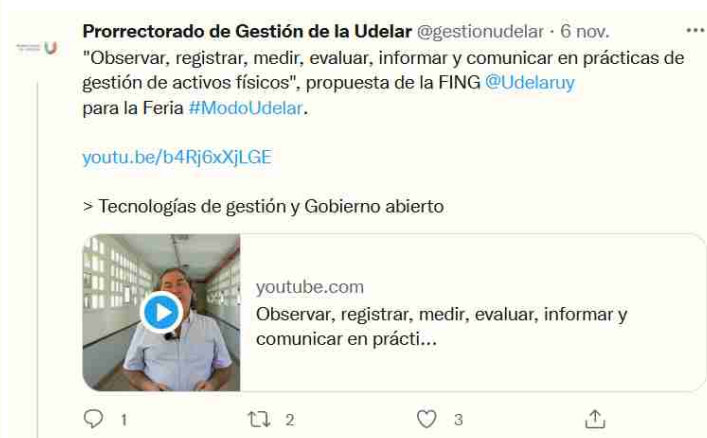 Prorrectorado de Gestión de la Udelar @gestionudelar · 6 nov.
"Observar, registrar, medir, evaluar, informar y comunicar en prácticas de
gestión de activos físicos", propuesta de la FING @Udelaruy
para la Feria #ModoUdelar.
youtu.be/b4Rj6xXjLGE
> Tecnologías de gestión y Gobierno abierto
youtube.com
Observar, registrar, medir, evaluar, informar y
comunicar en prácti...
1 2 3